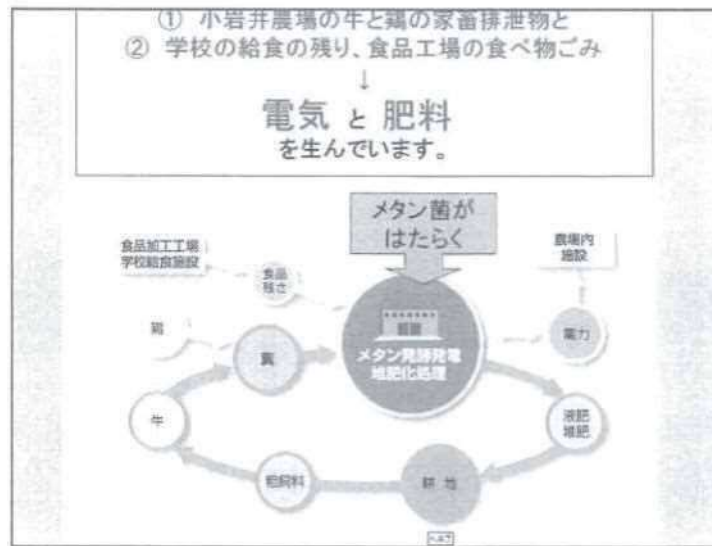 ① 小岩井農場の牛と鶏の家畜排泄物と
② 学校の給食の残り、食品工場の食べ物ごみ
↓
電気 と 肥料
を生んでいます。
メタン菌が
はたらく
食品加工工場
学校給食施設
食品
残さ
農場内
施設
鶏
糞
メタン発酵発電
堆肥化処理
電力
牛
液肥
堆肥
粗飼料
耕 地